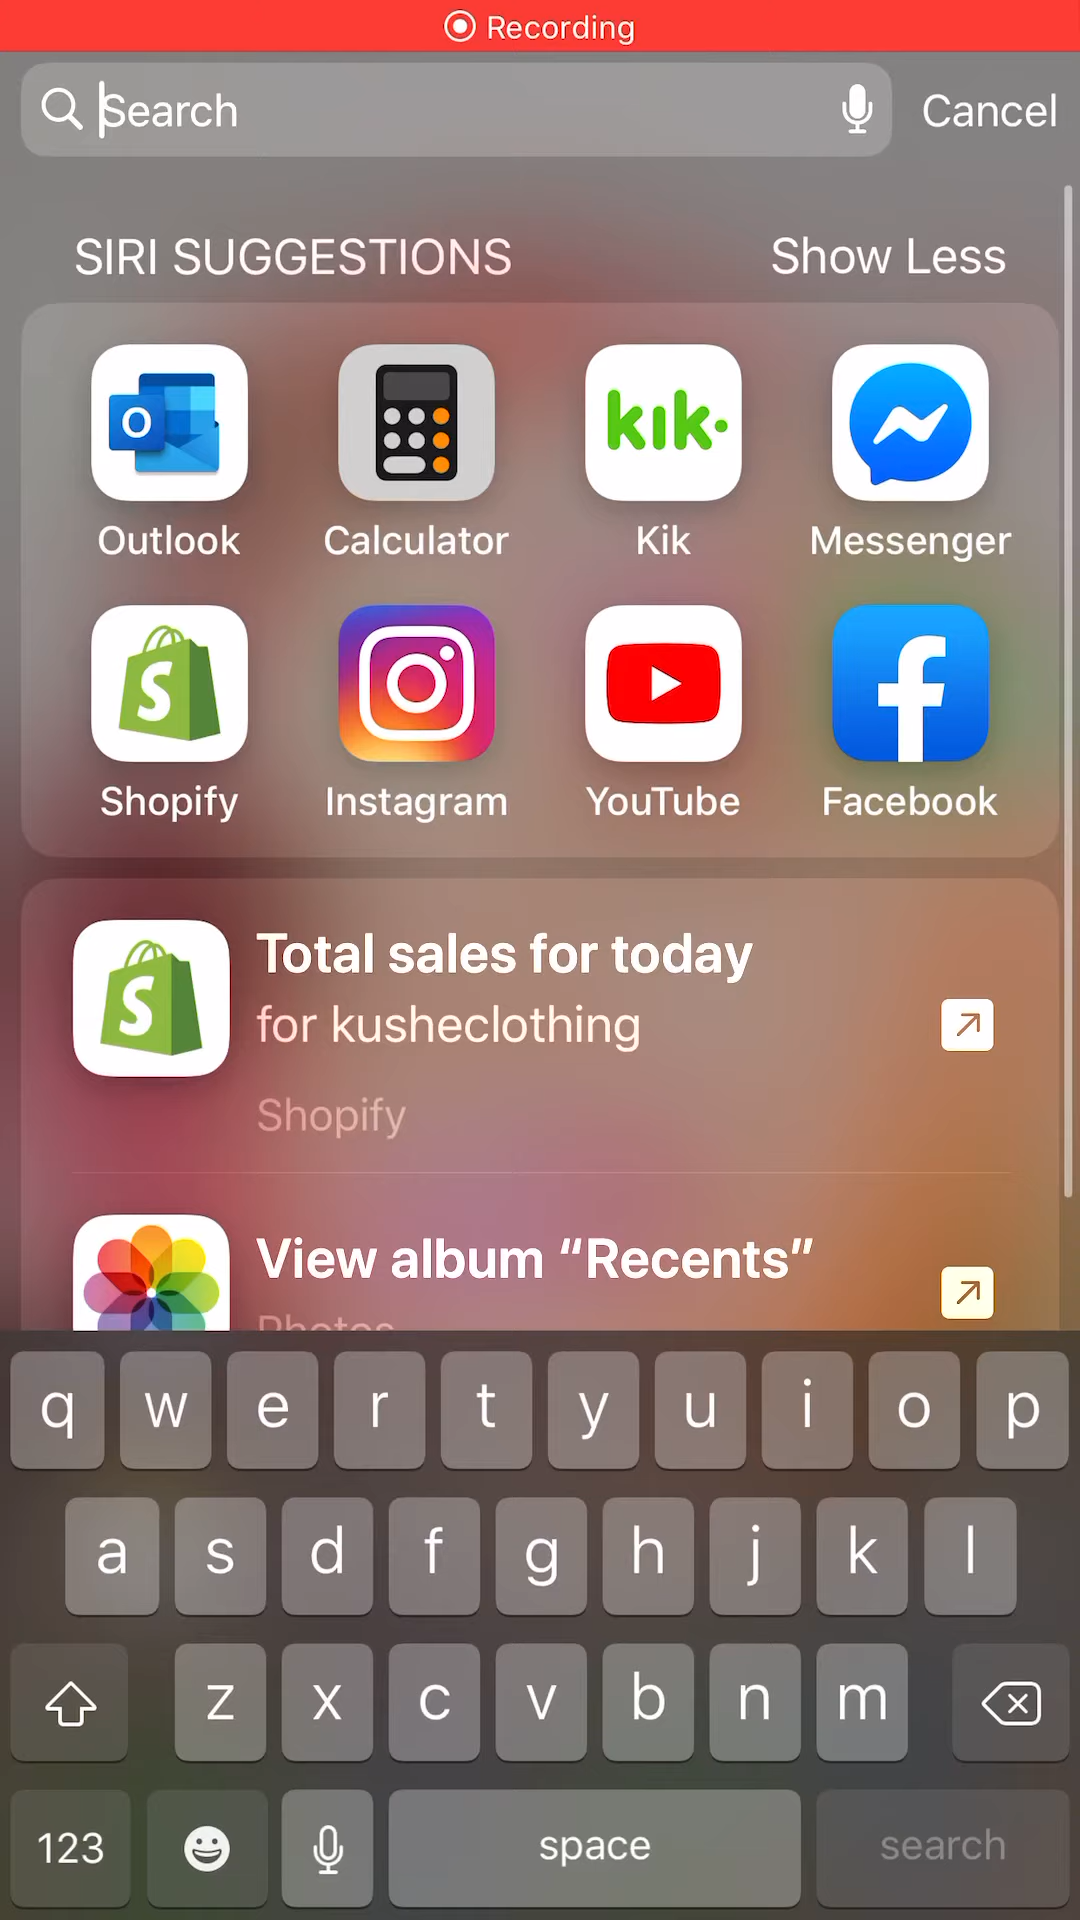 Recording
Search
Cancel
SIRI SUGGESTIONS
Show Less
O
kik
Outlook
Calculator
Kik
Messenger
S
f
Shopify
Instagram
YouTube
Facebook
S
Total sales for today
for kusheclothing
Shopify
View album “Recents”
Photos
q w e r t y u i o p
a s d f g h j k l
z x c v b n m
123
space
search